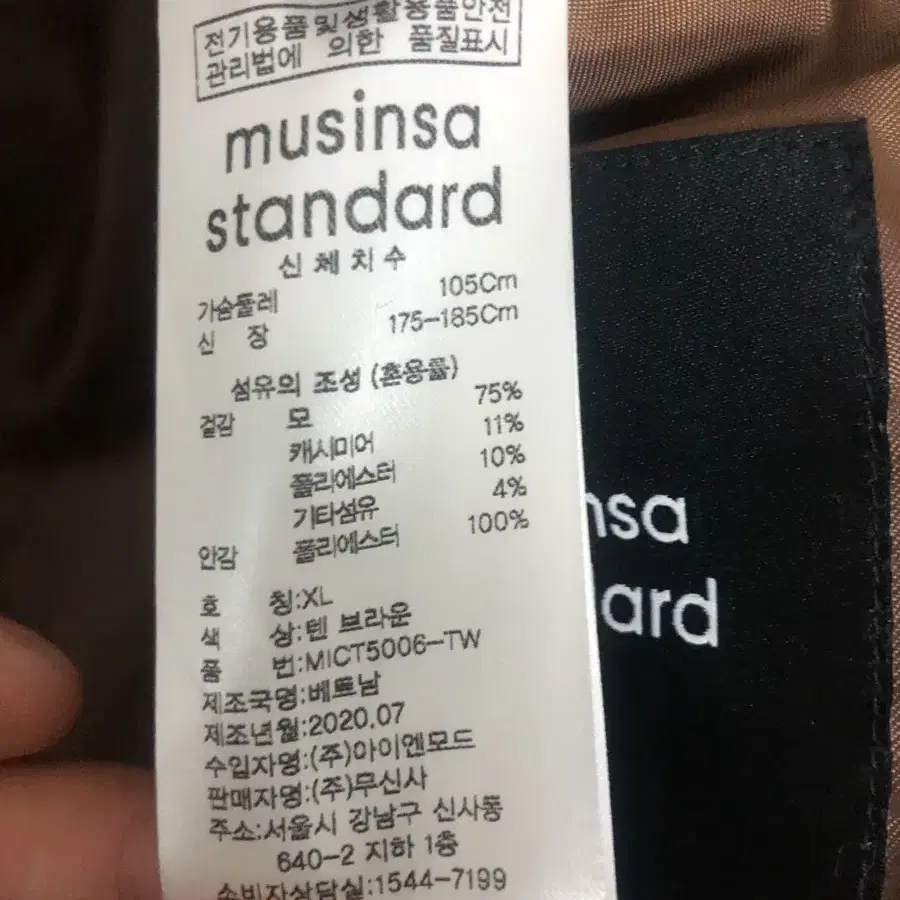 전기용품및생활용품안전
관리법에 의한 품질표시
musinsa
standard
신체치수
가슴둘레 105Cm
신 장 175-185Cm
섬유의 조성 (혼용률)
겉감 모 75%
캐시미어 11%
폴리에스터 10%
기타섬유 4%
안감 폴리에스터 100%
호 칭:XL
색 상:텐 브라운
품 번:MICT5006-TW
제조국명:베트남
제조년월:2020.07
수입자명:(주)아이엔모드
판매자명:(주)무신사
주소:서울시 강남구 신사동
640-2 지하 1층
소비자상담실:1544-7199
nsa
ard